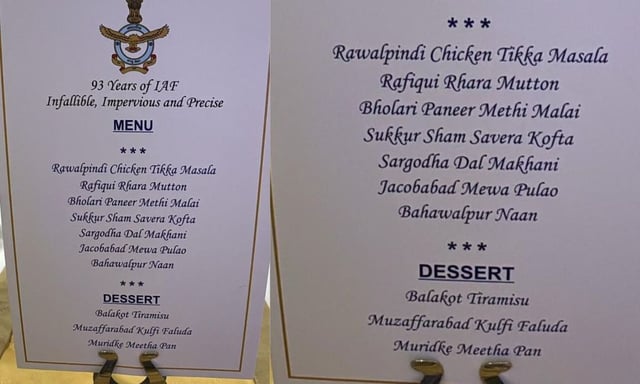 93 Years of IAF
Infallible, Impervious and Precise
MENU
***
Rawalpindi Chicken Tikka Masala
Rafiqui Rhara Mutton
Bholari Paneer Methi Malai
Sukkur Sham Savera Kofta
Sargodha Dal Makhani
Jacobabad Mewa Pulao
Bahawalpur Naan
***
DESSERT
Balakot Tiramisu
Muzaffarabad Kulfi Faluda
Muridke Meetha Pan
***
Rawalpindi Chicken Tikka Masala
Rafiqui Rhara Mutton
Bholari Paneer Methi Malai
Sukkur Sham Savera Kofta
Sargodha Dal Makhani
Jacobabad Mewa Pulao
Bahawalpur Naan
***
DESSERT
Balakot Tiramisu
Muzaffarabad Kulfi Faluda
Muridke Meetha Pan